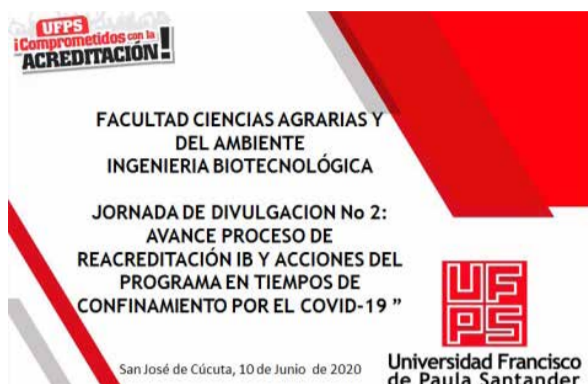 UFPS
¡Comprometidos con la
ACREDITACIÓN!
FACULTAD CIENCIAS AGRARIAS Y
DEL AMBIENTE
INGENIERIA BIOTECNOLÓGICA
JORNADA DE DIVULGACION No 2:
AVANCE PROCESO DE
REACREDITACIÓN IB Y ACCIONES DEL
PROGRAMA EN TIEMPOS DE
CONFINAMIENTO POR EL COVID-19 ”
San José de Cúcuta, 10 de Junio de 2020
UF
PS
Universidad Francisco
de Paula Santander